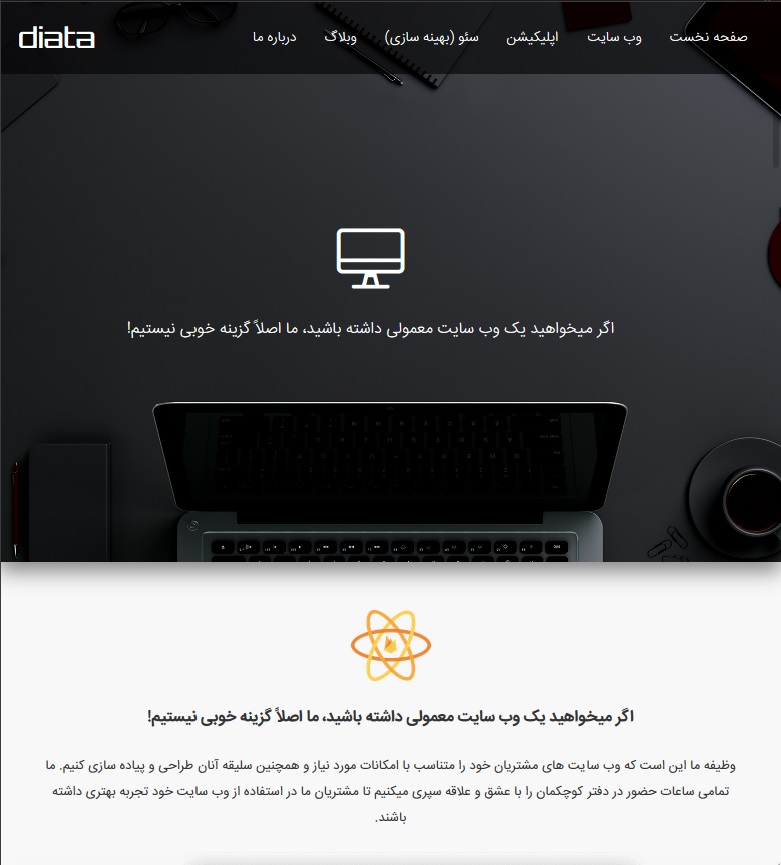 diata
صفحه نخست
وب سایت
اپلیکیشن
سئو (بهینه سازی)
وبلاگ
درباره ما
اگر میخواهید یک وب سایت معمولی داشته باشید، ما اصلاً گزینه خوبی نیستیم!
اگر میخواهید یک وب سایت معمولی داشته باشید، ما اصلاً گزینه خوبی نیستیم!
وظیفه ما این است که وب سایت های مشتریان خود را متناسب با امکانات مورد نیاز و همچنین سلیقه آنان طراحی و پیاده سازی کنیم. ما
تمامی ساعات حضور در دفتر کوچکمان را با عشق و علاقه سپری میکنیم تا مشتریان ما در استفاده از وب سایت خود تجربه بهتری داشته
باشند.